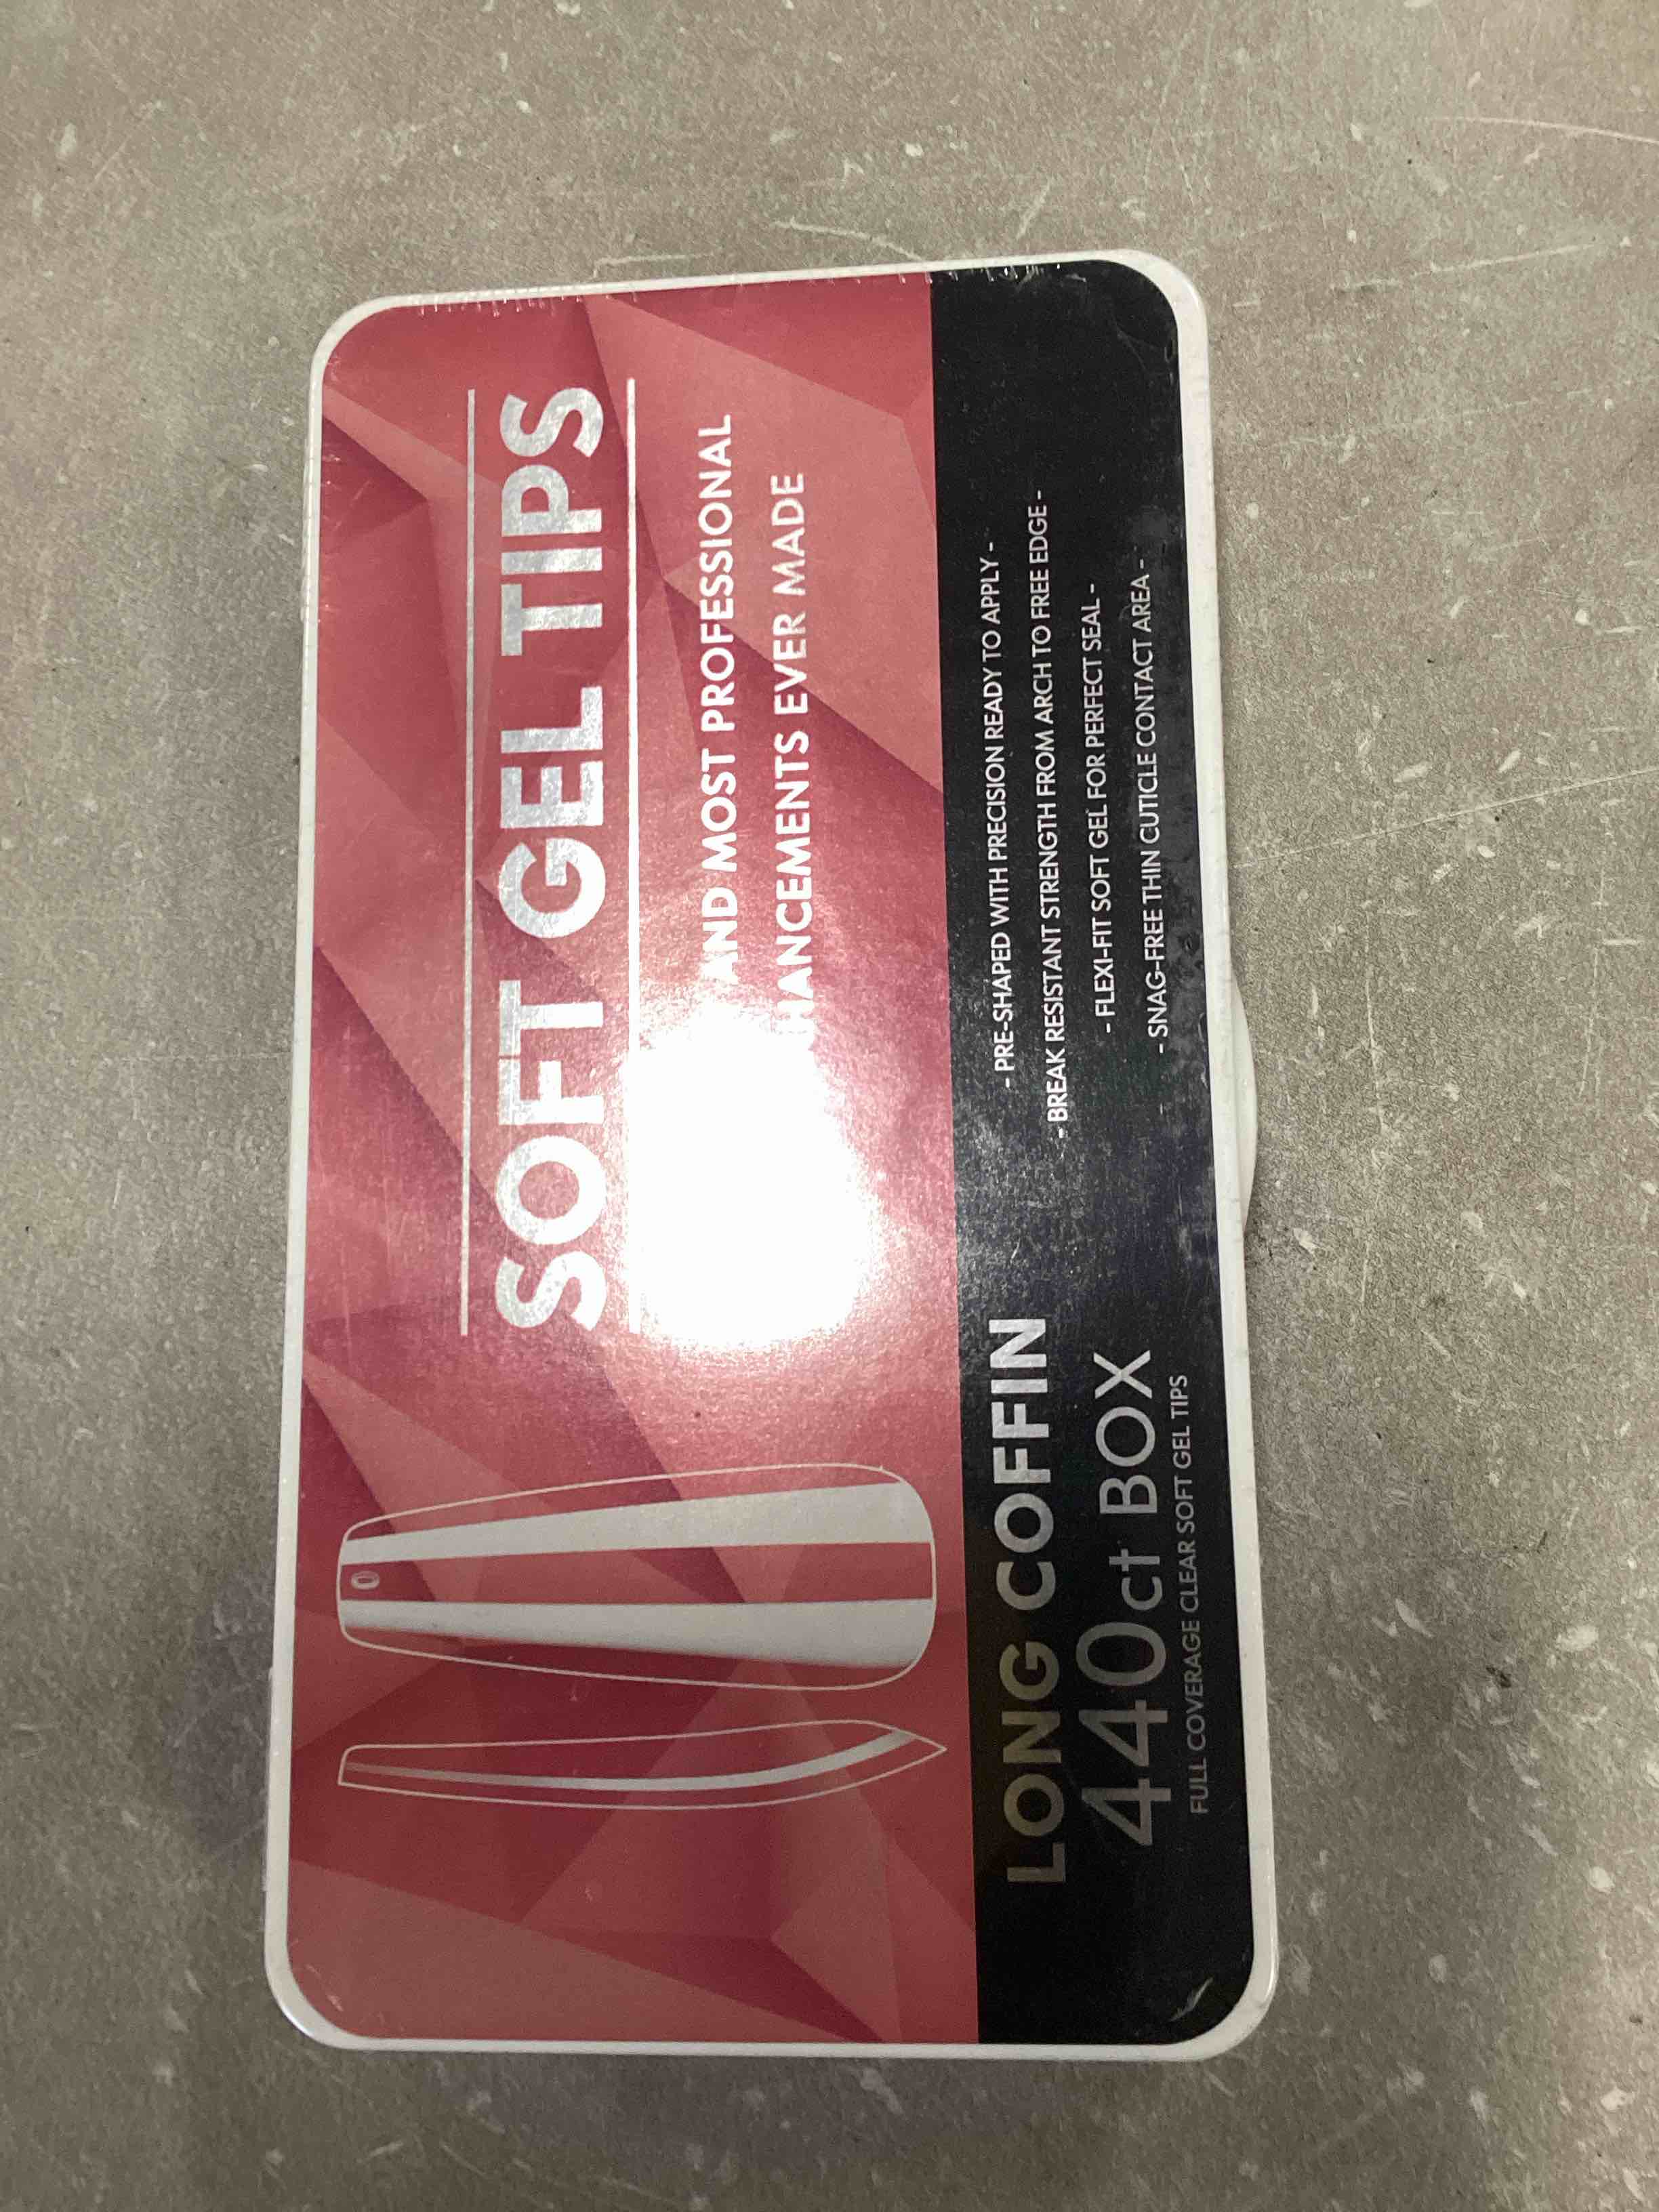 SOFT GEL TIPS
AND MOST PROFESSIONAL
HANCEMENTS EVER MADE
- PRE-SHAPED WITH PRECISION READY TO APPLY -
- BREAK RESISTANT STRENGTH FROM ARCH TO FREE EDGE -
- FLEXI-FIT SOFT GEL FOR PERFECT SEAL -
- SNAG-FREE THIN CUTICLE CONTACT AREA -
LONG COFFIN
440ct BOX
FULL COVERAGE CLEAR SOFT GEL TIPS
0